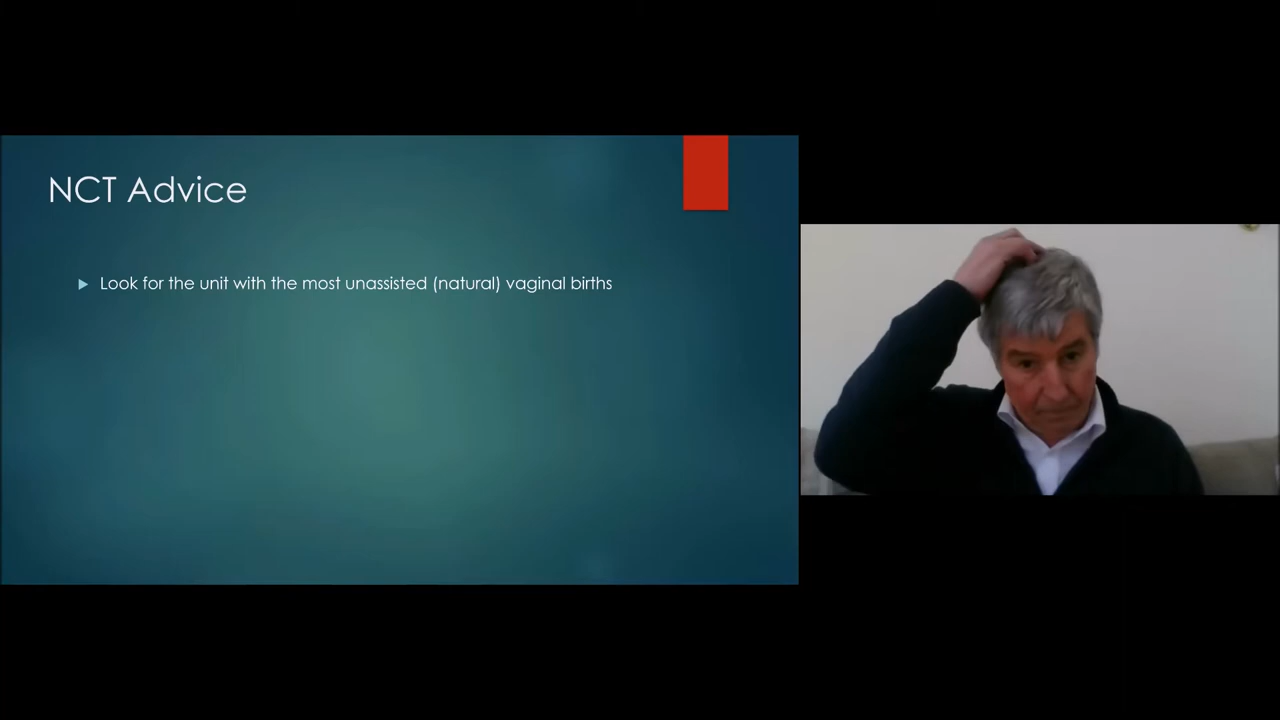 NCT Advice
Look for the unit with the most unassisted (natural) vaginal births